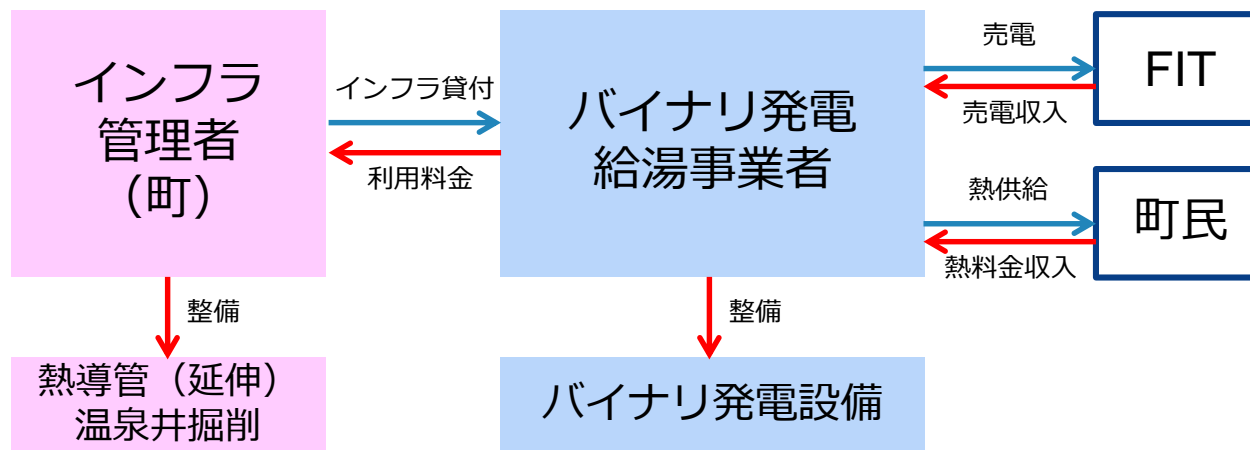 インフラ
管理者
（町）
インフラ貸付
利用料金
バイナリ発電
給湯事業者
売電
売電収入
FIT
熱供給
熱料金収入
町民
整備
整備
熱導管（延伸）
温泉井掘削
バイナリ発電設備